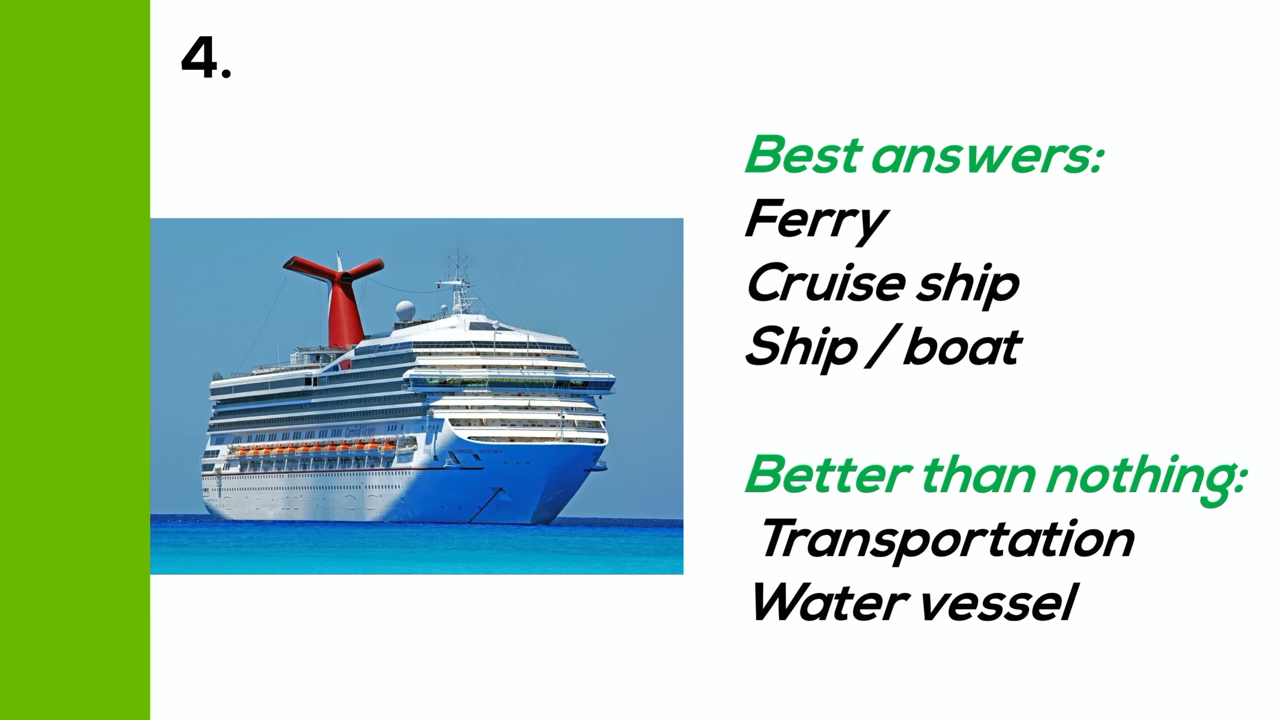 4.
Best answers:
Ferry
Cruise ship
Ship / boat
Better than nothing:
Transportation
Water vessel